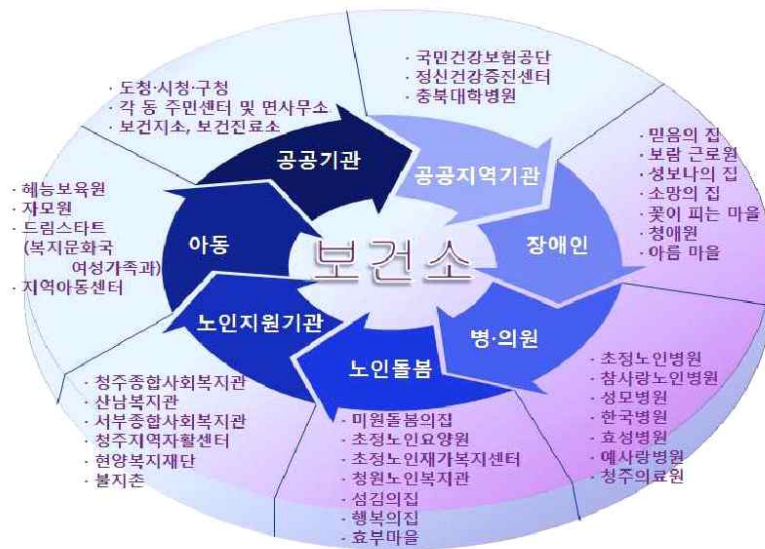 · 도청·시청·구청
· 각 동 주민센터 및 면사무소
· 보건지소, 보건진료소
공공기관
· 국민건강보험공단
· 정신건강증진센터
· 충북대학병원
공공지역기관
· 믿음의 집
· 보람 근로원
· 성보나의 집
· 소망의 집
· 꽃이 피는 마을
· 청애원
· 아름 마을
장애인
· 초정노인병원
· 참사랑노인병원
· 성모병원
· 한국병원
· 효성병원
· 예사랑병원
· 청주의료원
병·의원
· 미원돌봄의집
· 초정노인요양원
· 초정노인재가복지센터
· 청원노인복지관
· 섬김의집
· 행복의집
· 효부마을
노인돌봄
· 청주종합사회복지관
· 산남복지관
· 서부종합사회복지관
· 청주지역자활센터
· 현양복지재단
· 불지촌
노인지원기관
· 혜능보육원
· 자모원
· 드림스타트
(복지문화국
여성가족과)
· 지역아동센터
아동
보건소